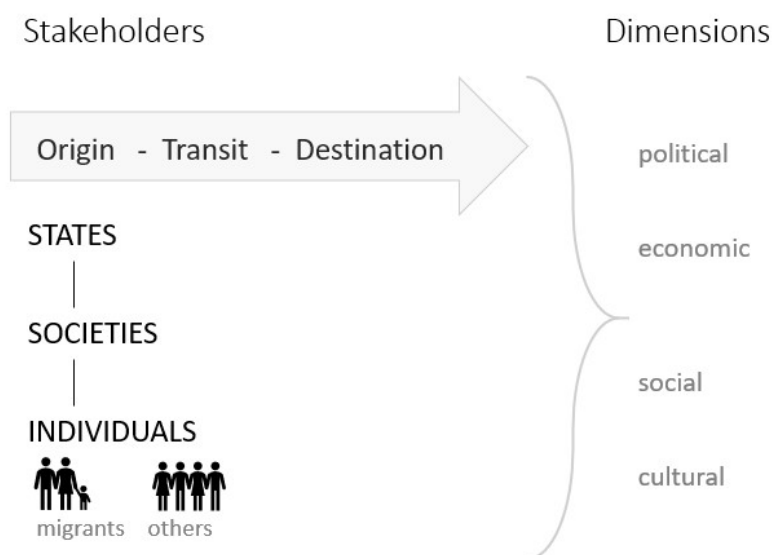 Stakeholders
Dimensions
Origin - Transit - Destination
STATES
SOCIETIES
INDIVIDUALS
migrants others
political
economic
social
cultural